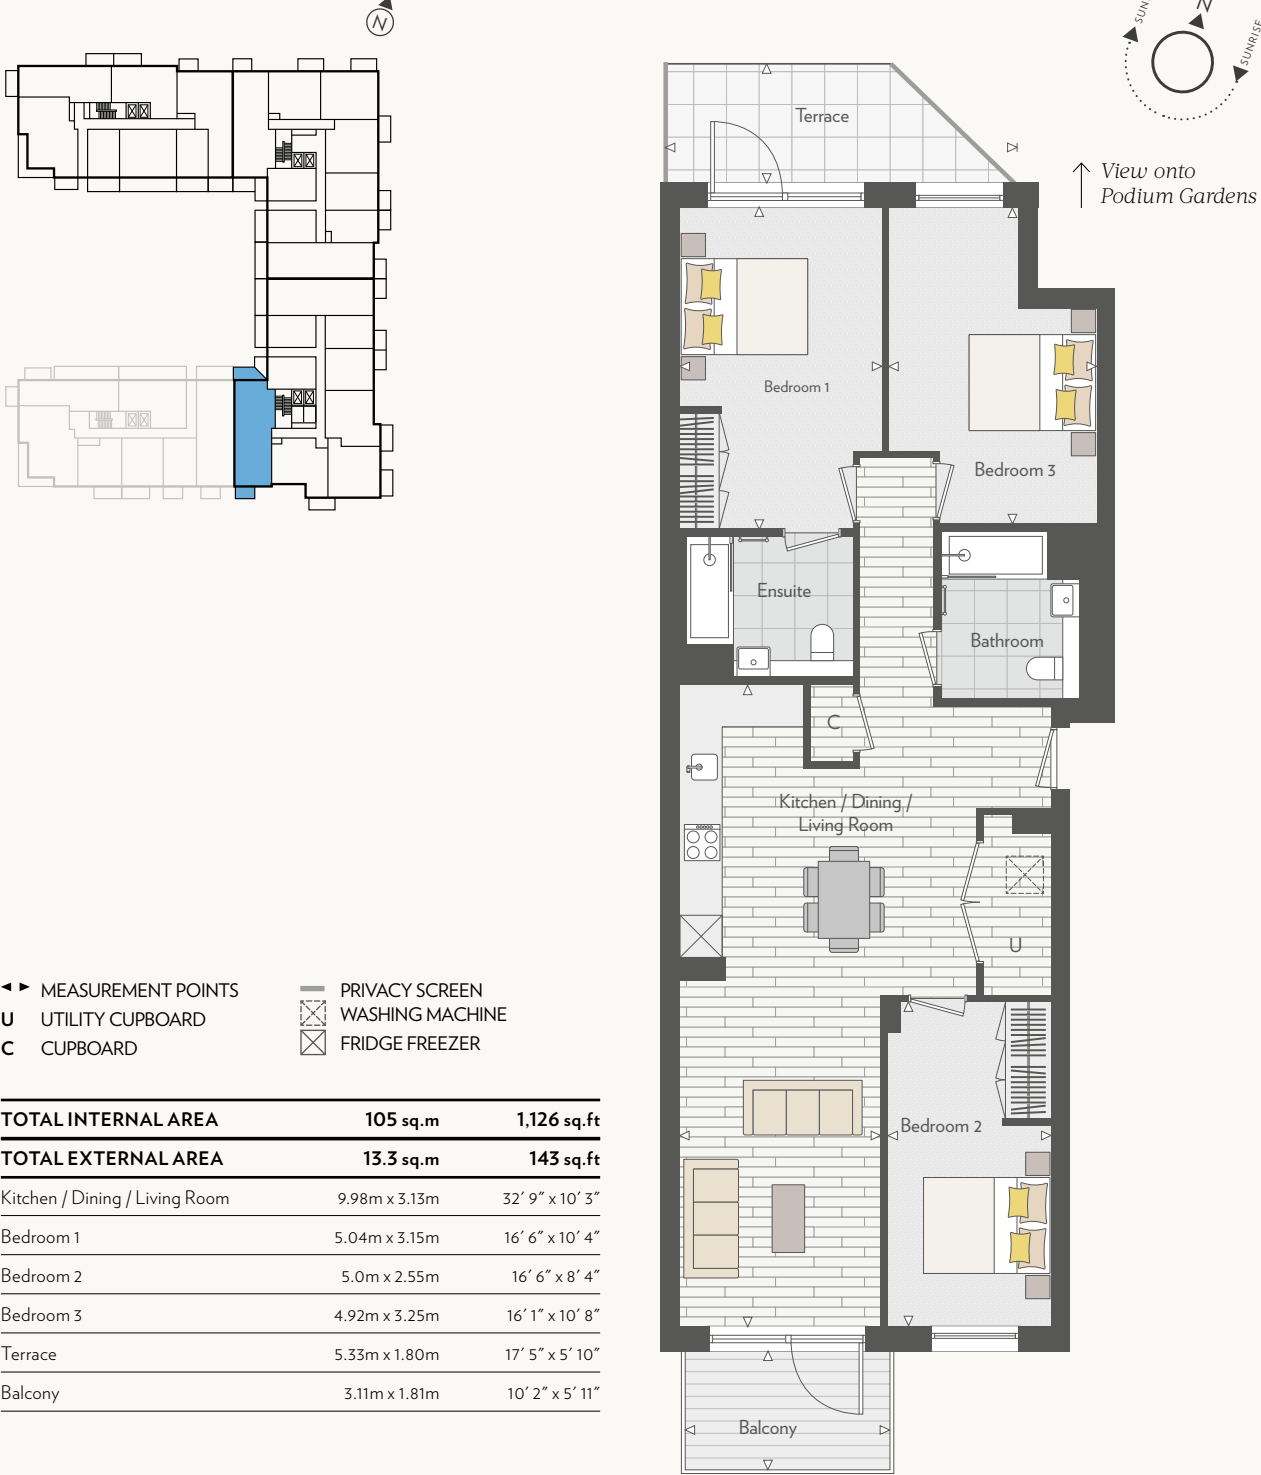 N
SUN
N
SUNRISE
Terrace
View onto
Podium Gardens
Bedroom 1
Bedroom 3
Ensuite
Bathroom
C
Kitchen / Dining /
Living Room
U
Bedroom 2
Balcony
MEASUREMENT POINTS
U UTILITY CUPBOARD
C CUPBOARD
PRIVACY SCREEN
WASHING MACHINE
FRIDGE FREEZER
TOTAL INTERNAL AREA 105 sq.m 1,126 sq.ft
TOTAL EXTERNAL AREA 13.3 sq.m 143 sq.ft
Kitchen / Dining / Living Room 9.98m x 3.13m 32′ 9″ x 10′ 3″
Bedroom 1 5.04m x 3.15m 16′ 6″ x 10′ 4″
Bedroom 2 5.0m x 2.55m 16′ 6″ x 8′ 4″
Bedroom 3 4.92m x 3.25m 16′ 1″ x 10′ 8″
Terrace 5.33m x 1.80m 17′ 5″ x 5′ 10″
Balcony 3.11m x 1.81m 10′ 2″ x 5′ 11″